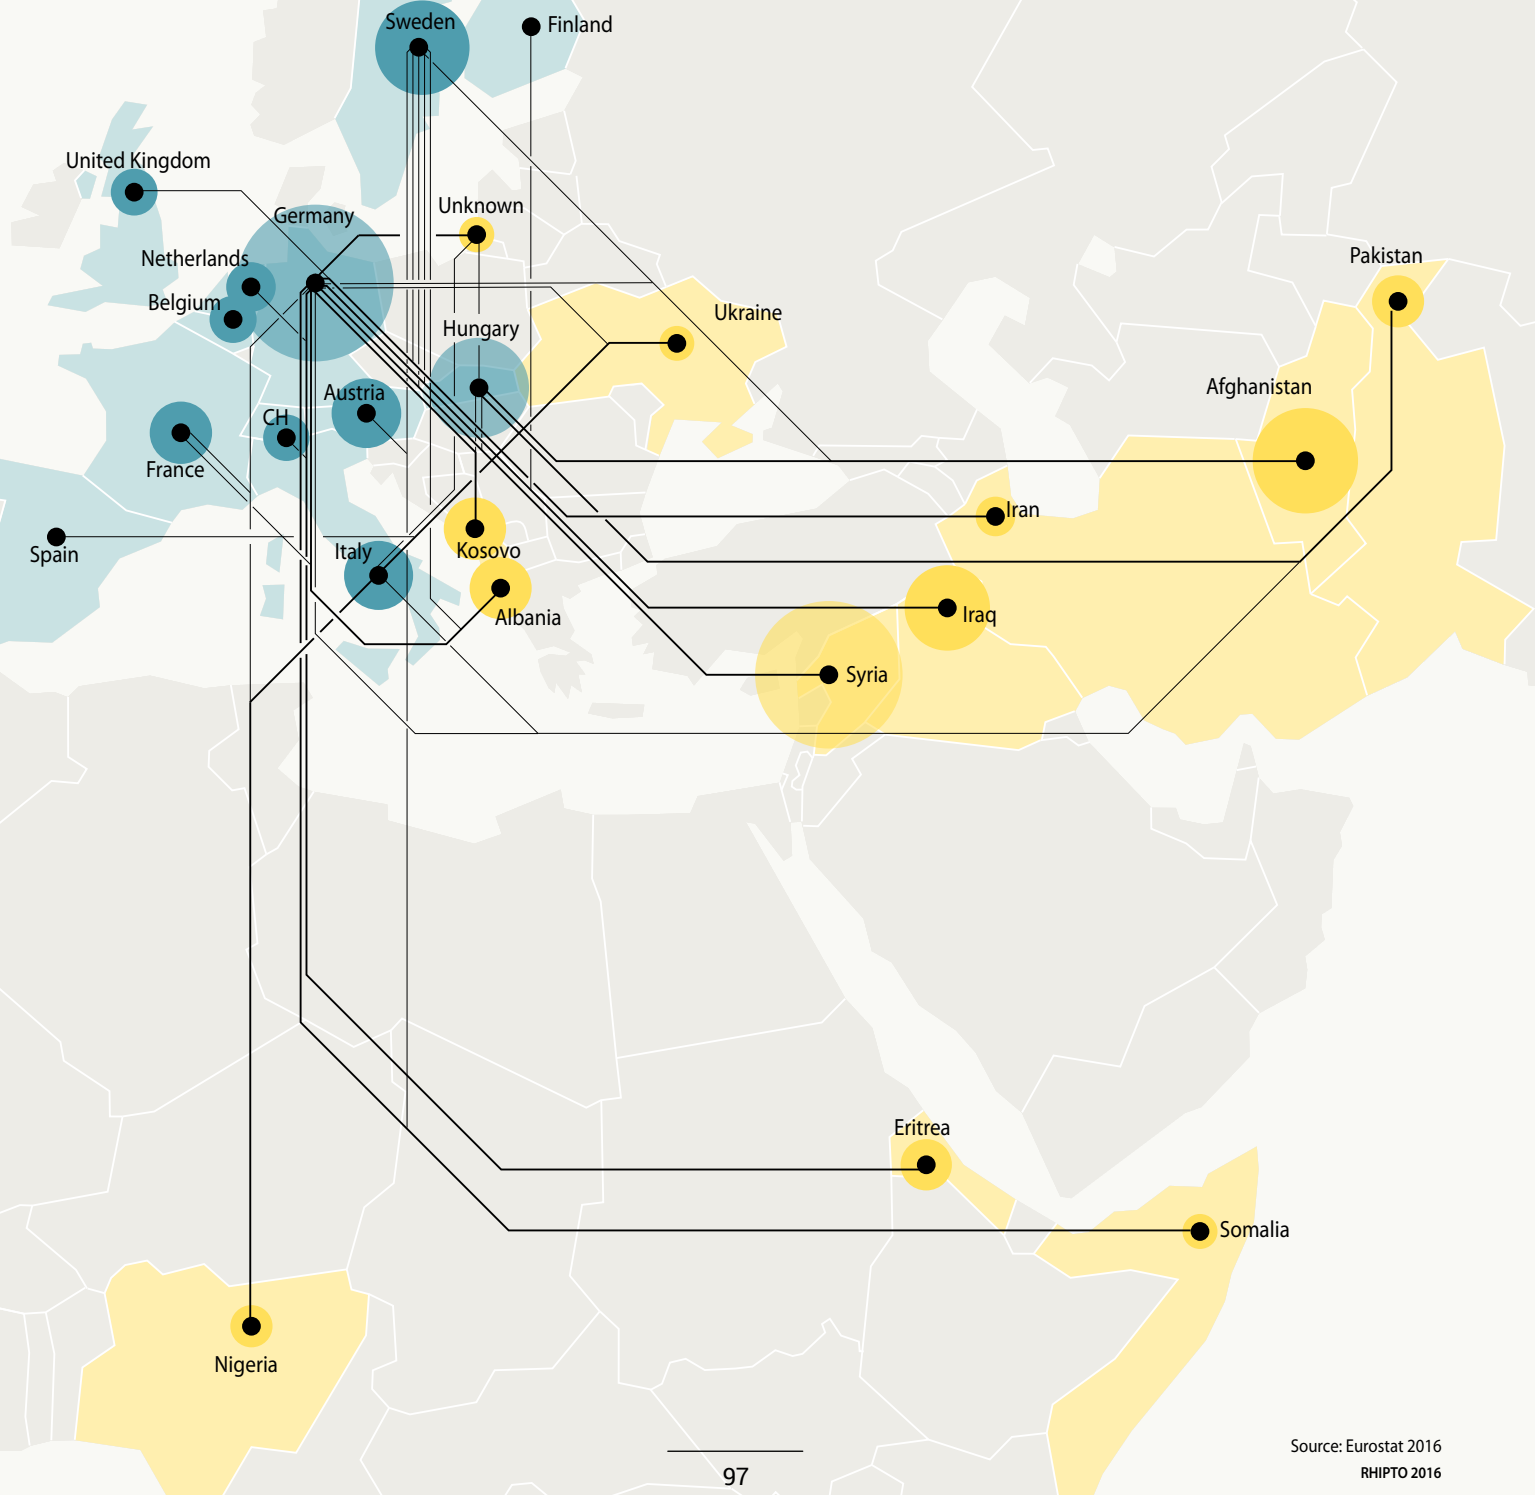 Sweden
Finland
United Kingdom
Unknown
Germany
Netherlands
Pakistan
Belgium
Ukraine
Hungary
Afghanistan
Austria
CH
France
Iran
Spain
Italy
Kosovo
Albania
Iraq
Syria
Eritrea
Somalia
Nigeria
Source: Eurostat 2016
RHIPTO 2016
97